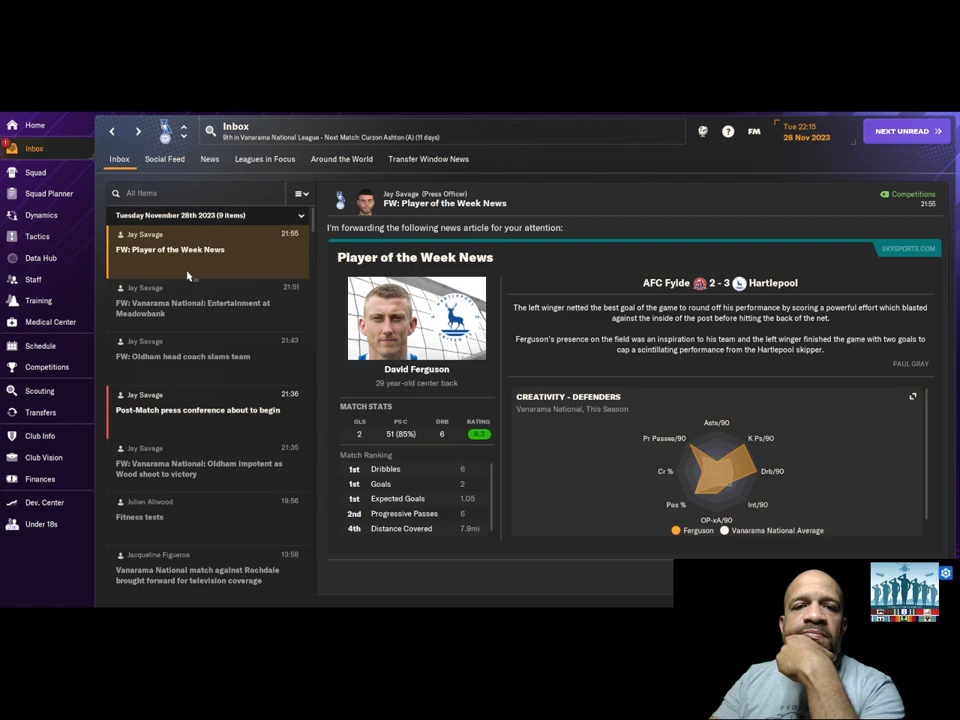 Home
Inbox
Squad
Squad Planner
Dynamics
Tactics
Data Hub
Staff
Training
Medical Center
Schedule
Competitions
Scouting
Transfers
Club Info
Club Vision
Finances
Dev. Center
Under 18s
Inbox
9th in Vanarama National League - Next Match: Curzon Ashton (A) (11 days)
FM
Tue 22:15
28 Nov 2023
NEXT UNREAD
Inbox
Social Feed
News
Leagues in Focus
Around the World
Transfer Window News
All Items
Tuesday November 28th 2023 (9 items)
Jay Savage 21:55
FW: Player of the Week News
Jay Savage 21:51
FW: Vanarama National: Entertainment at
Meadowbank
Jay Savage 21:43
FW: Oldham head coach slams team
Jay Savage 21:36
Post-Match press conference about to begin
Jay Savage 21:35
FW: Vanarama National: Oldham impotent as
Wood shoot to victory
Julien Allwood 19:56
Fitness tests
Jacqueline Figueroa 13:58
Vanarama National match against Rochdale
brought forward for television coverage
Jay Savage (Press Officer)
FW: Player of the Week News
Competitions
21:55
I'm forwarding the following news article for your attention:
SKYSPORTS.COM
Player of the Week News
David Ferguson
29 year-old center back
MATCH STATS
GLS PS C DRB RATING
2 51 (85%) 6 9.3
Match Ranking
1st Dribbles 6
1st Goals 2
1st Expected Goals 1.05
2nd Progressive Passes 6
4th Distance Covered 7.9mi
AFC Fylde 2 - 3 Hartlepool
The left winger netted the best goal of the game to round off his performance by scoring a powerful effort which blasted
against the inside of the post before hitting the back of the net.
Ferguson's presence on the field was an inspiration to his team and the left winger finished the game with two goals to
cap a scintillating performance from the Hartlepool skipper.
PAUL GRAY
CREATIVITY - DEFENDERS
Vanarama National, This Season
Asts/90
Pr Passes/90
K Ps/90
Cr %
Drb/90
Pas %
Int/90
OP-xA/90
Ferguson
Vanarama National Average